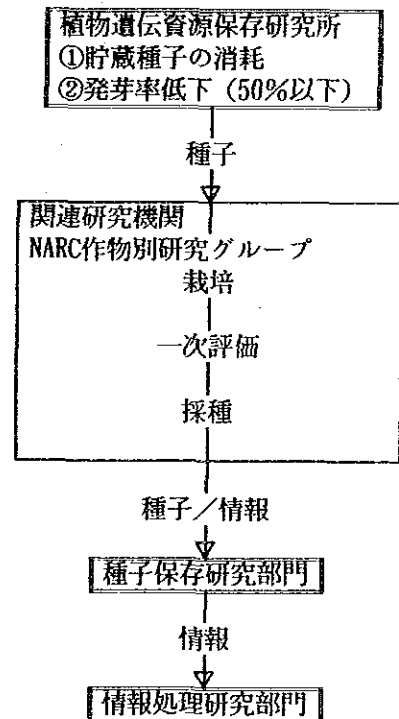 植物遺伝資源保存研究所
①貯蔵種子の消耗
②発芽率低下（50％以下）
種子
関連研究機関
NARC作物別研究グループ
栽培
一次評価
採種
種子／情報
種子保存研究部門
情報
情報処理研究部門